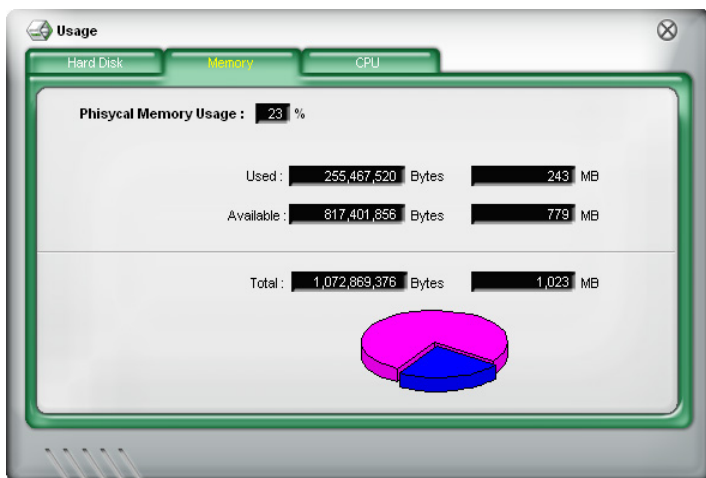 Usage
Hard Disk Memory CPU
Phisycal Memory Usage : 23 %
Used : 255,467,520 Bytes 243 MB
Available : 817,401,856 Bytes 779 MB
Total : 1,072,869,376 Bytes 1,023 MB